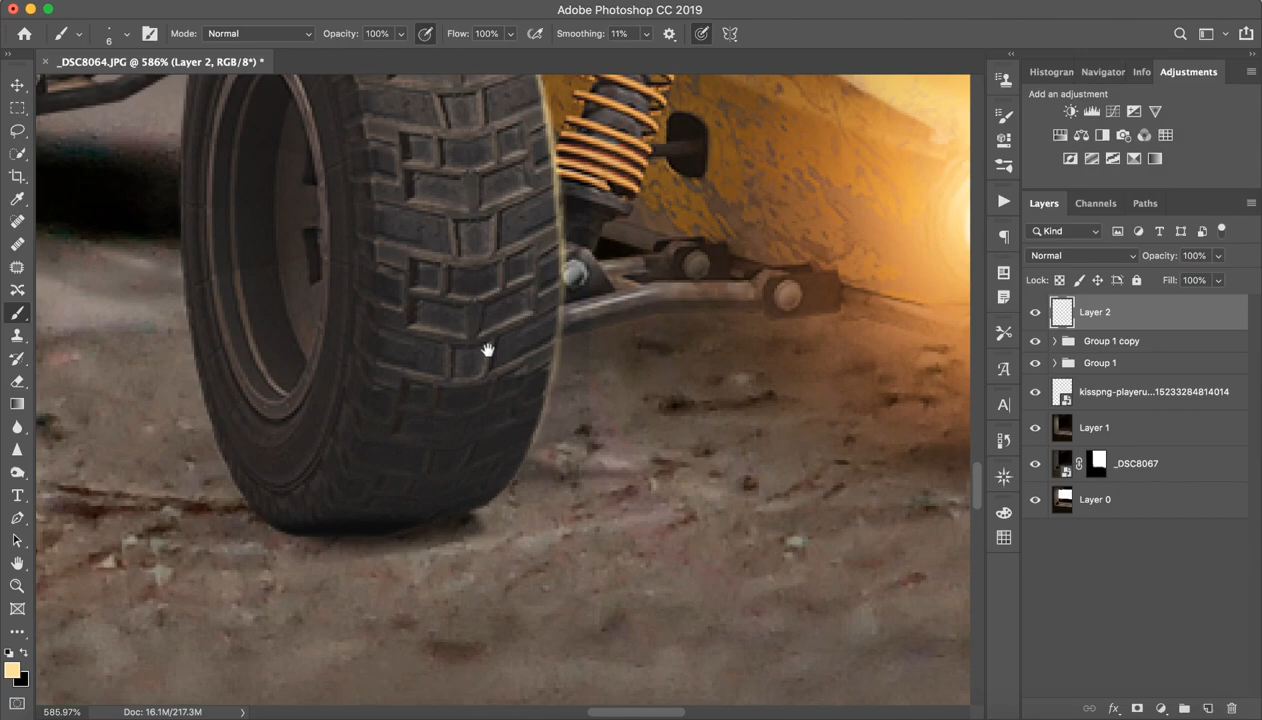 Adobe Photoshop CC 2019
6
Mode: Normal
Opacity: 100%
Flow: 100%
Smoothing: 11%
_DSC8064.JPG @ 586% (Layer 2, RGB/8*) *
Histogran
Navigator
Info
Adjustments
Add an adjustment
Layers
Channels
Paths
Kind
Normal
Opacity: 100%
Lock:
Fill: 100%
Layer 2
Group 1 copy
Group 1
kisspng-playeru...15233284814014
Layer 1
_DSC8067
Layer 0
585.97%
Doc: 16.1M/217.3M